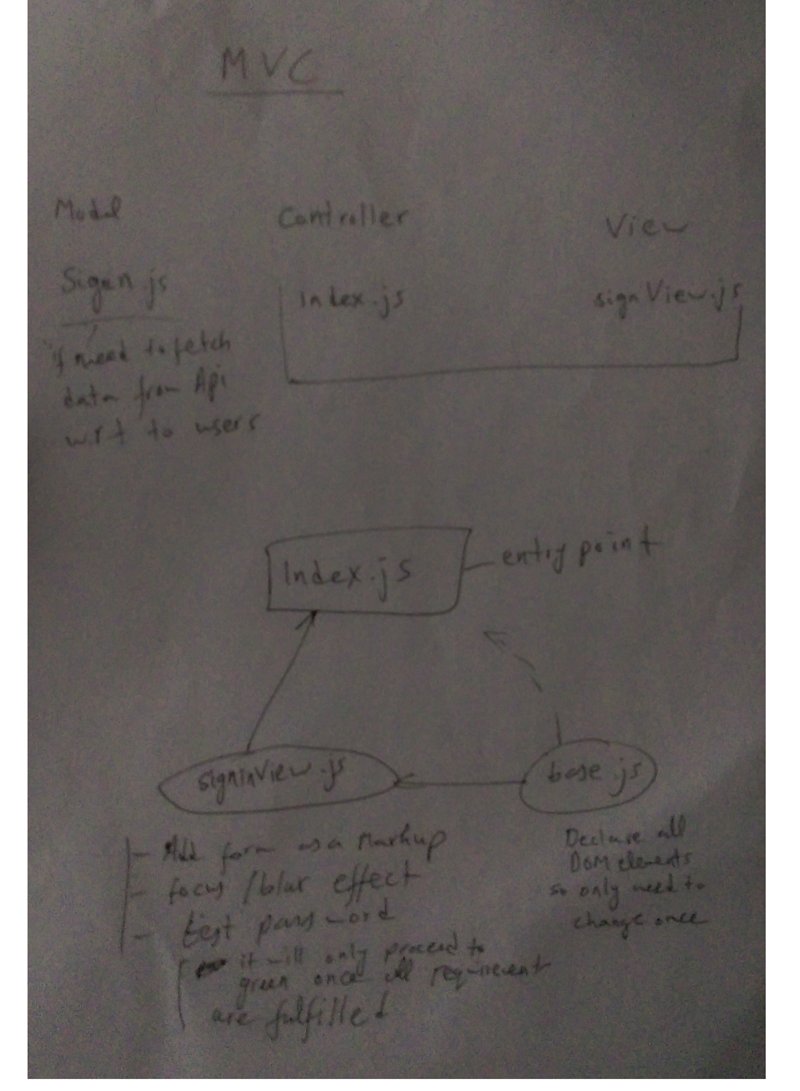 MVC
Model
Controller
View
Sigin.js
Index.js
signView.js
if need to fetch
data from Api
w.r.t to users
Index.js
entry point
signinView.js
base.js
- Add form as a Markup
- focus / blur effect
- test password
it will only proceed to
green once all requirement
are fulfilled
Declare all
DOM elements
so only need to
change once